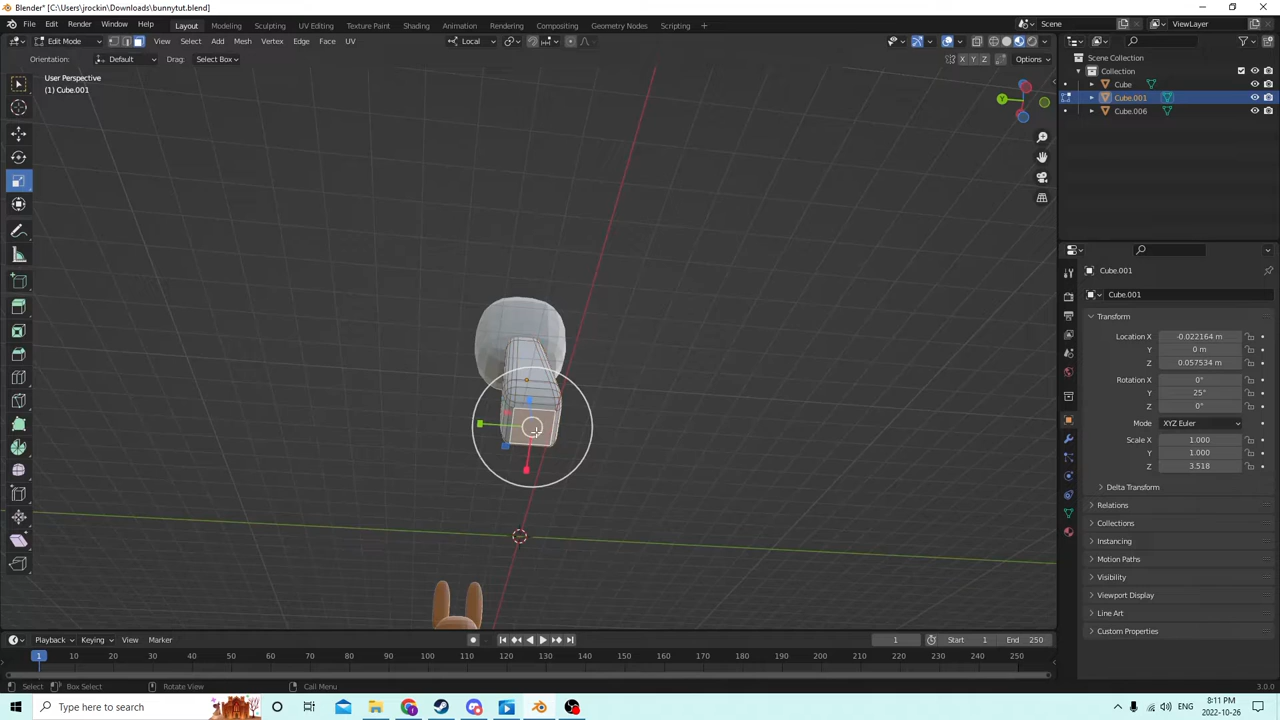 Blender* [C:\Users\jrockin\Downloads\bunnytut.blend]
File Edit Render Window Help Layout Modeling Sculpting UV Editing Texture Paint Shading Animation Rendering Compositing Geometry Nodes Scripting Scene ViewLayer
Edit Mode View Select Add Mesh Vertex Edge Face UV Local
Orientation: Default Drag: Select Box X Y Z Options
User Perspective
(1) Cube.001
Y
Scene Collection
Collection
Cube
Cube.001
Cube.006
Cube.001
Cube.001
Transform
Location X -0.022164 m
Y 0 m
Z 0.057534 m
Rotation X 0°
Y 25°
Z 0°
Mode XYZ Euler
Scale X 1.000
Y 1.000
Z 3.518
Delta Transform
Relations
Collections
Instancing
Motion Paths
Visibility
Viewport Display
Line Art
Custom Properties
Playback Keying View Marker 1 Start 1 End 250
1 10 20 30 40 50 60 70 80 90 100 110 120 130 140 150 160 170 180 190 200 210 220 230 240 250
Select Box Select Rotate View Call Menu 3.0.0
Type here to search ENG 8:11 PM
2022-10-26